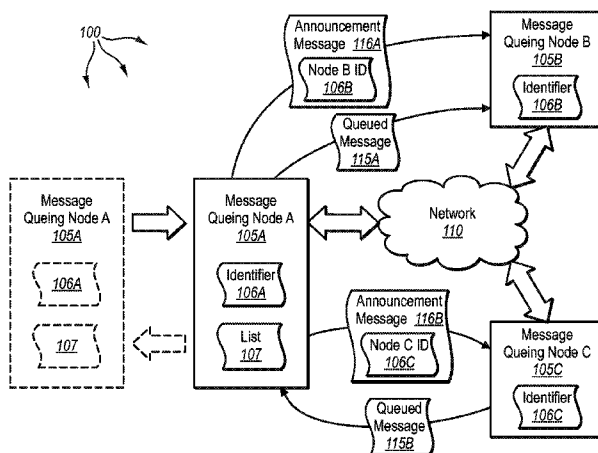 100
Announcement
Message 116A
Node B ID
106B
Queued
Message
115A
Message
Queing Node B
105B
Identifier
106B
Message
Queing Node A
105A
106A
107
Message
Queing Node A
105A
Identifier
106A
List
107
Network
110
Announcement
Message 116B
Node C ID
106C
Queued
Message
115B
Message
Queing Node C
105C
Identifier
106C